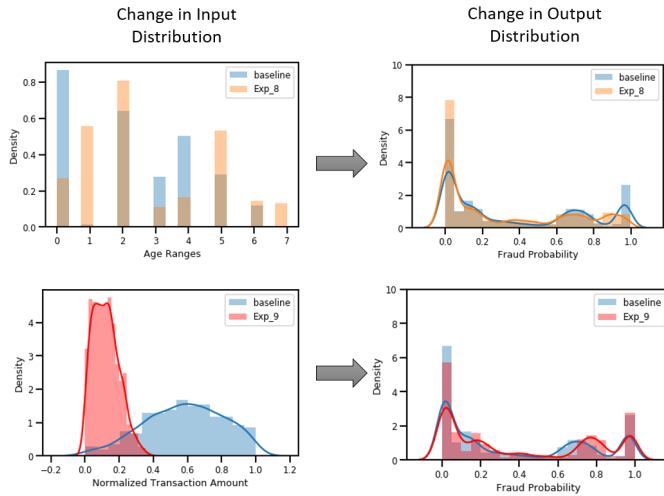 Change in Input
Distribution
Change in Output
Distribution
baseline
Exp_8
Density
0.8
0.6
0.4
0.2
0.0
0 1 2 3 4 5 6 7
Age Ranges
baseline
Exp_8
Density
10
8
6
4
2
0
0.0 0.2 0.4 0.6 0.8 1.0
Fraud Probability
baseline
Exp_9
Density
4
3
2
1
0
−0.2 0.0 0.2 0.4 0.6 0.8 1.0 1.2
Normalized Transaction Amount
baseline
Exp_9
Density
10
8
6
4
2
0
0.0 0.2 0.4 0.6 0.8 1.0
Fraud Probability